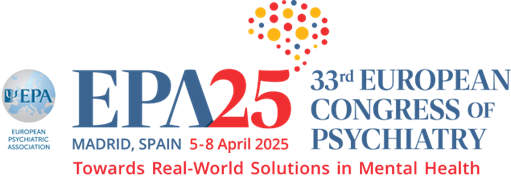 EPA
EUROPEAN
PSYCHIATRIC
ASSOCIATION
EPA25
MADRID, SPAIN 5-8 April 2025
33rd EUROPEAN
CONGRESS OF
PSYCHIATRY
Towards Real-World Solutions in Mental Health